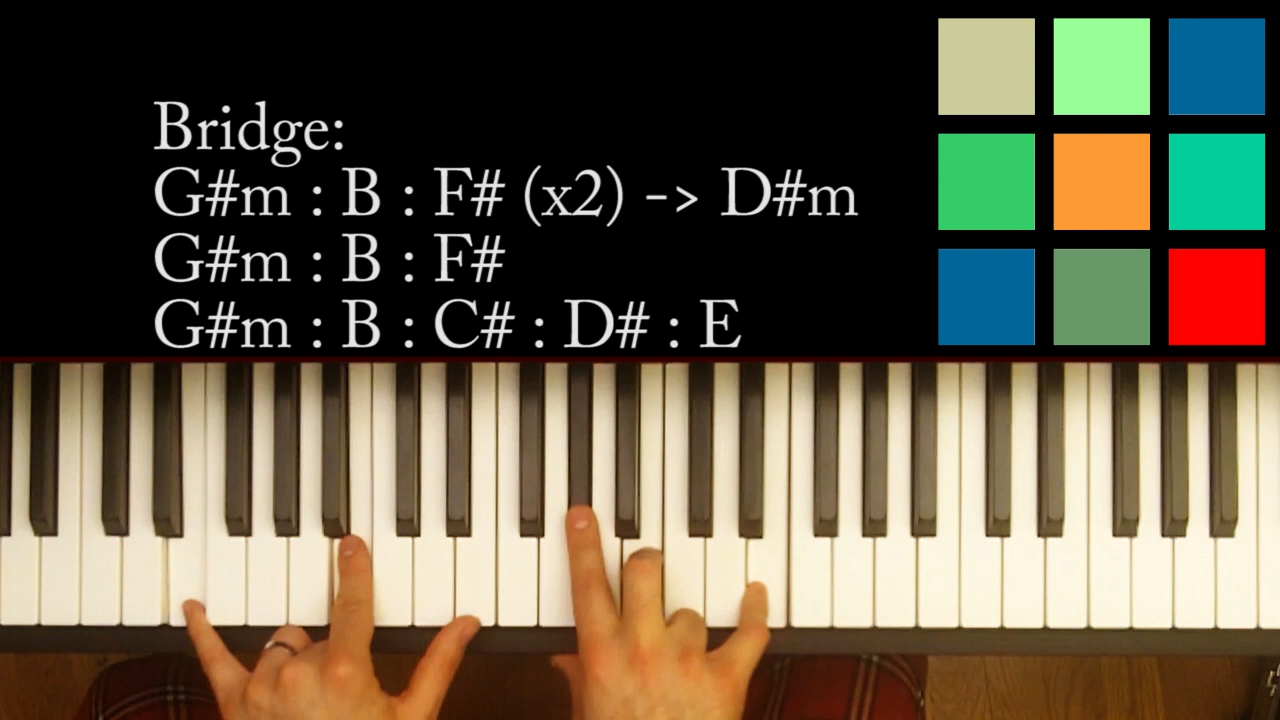 Bridge:
G#m : B : F# (x2) -> D#m
G#m : B : F#
G#m : B : C# : D# : E